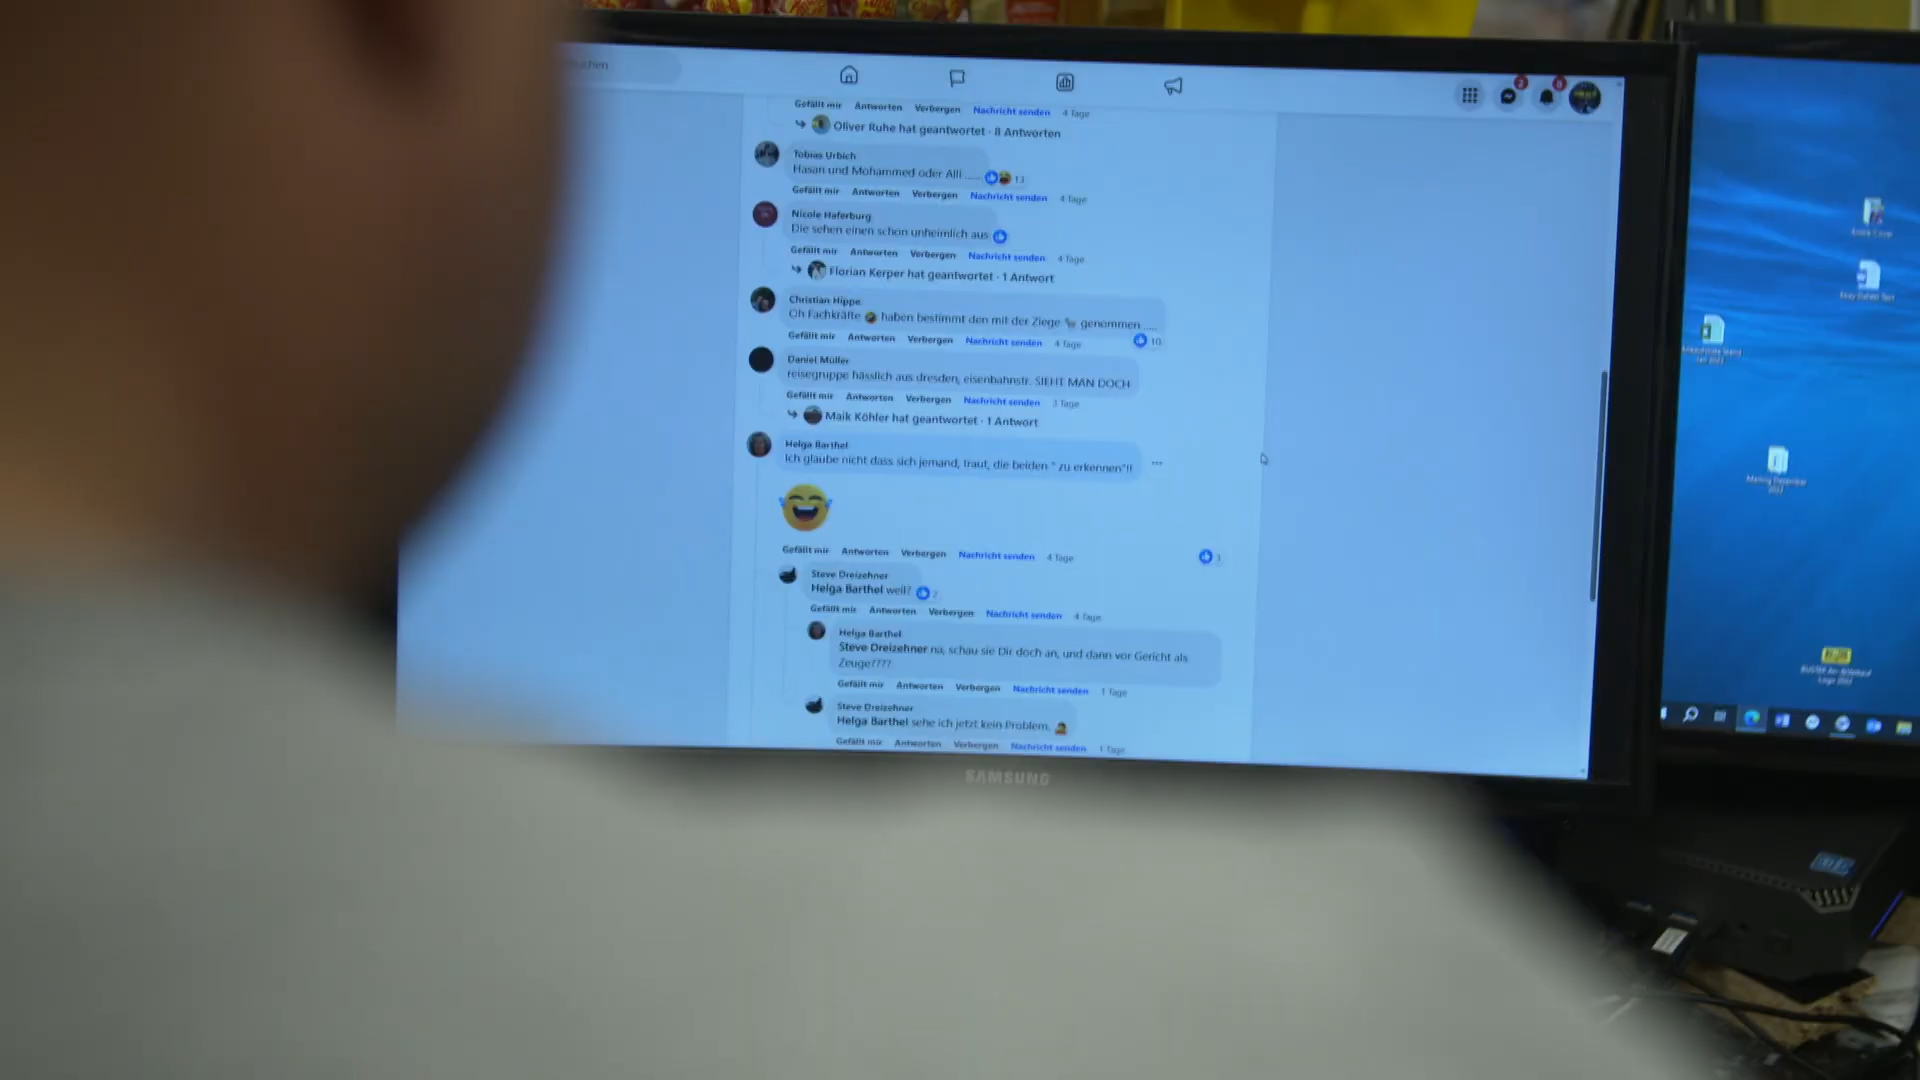 Gefällt mir Antworten Verbergen Nachricht senden 4 Tage
Oliver Ruhe hat geantwortet · 8 Antworten
Tobias Urbich
Hasan und Mohammed oder Alli ..... 13
Gefällt mir Antworten Verbergen Nachricht senden 4 Tage
Nicole Haferburg
Die sehen einen schon unheimlich aus
Gefällt mir Antworten Verbergen Nachricht senden 4 Tage
Florian Kerper hat geantwortet · 1 Antwort
Christian Hippe
Oh Fachkräfte 🤣 haben bestimmt den mit der Ziege 🐐 genommen .....
Gefällt mir Antworten Verbergen Nachricht senden 4 Tage 10
Daniel Müller
reisegruppe hässlich aus dresden, eisenbahnstr. SIEHT MAN DOCH
Gefällt mir Antworten Verbergen Nachricht senden 3 Tage
Maik Köhler hat geantwortet · 1 Antwort
Helga Barthel
Ich glaube nicht dass sich jemand, traut, die beiden " zu erkennen"!!
Gefällt mir Antworten Verbergen Nachricht senden 4 Tage
Steve Dreizehner
Helga Barthel weil? 2
Gefällt mir Antworten Verbergen Nachricht senden 4 Tage
Helga Barthel
Steve Dreizehner na, schau sie Dir doch an, und dann vor Gericht als
Zeuge????
Gefällt mir Antworten Verbergen Nachricht senden 1 Tage
Steve Dreizehner
Helga Barthel sehe ich jetzt kein Problem.
Gefällt mir Antworten Verbergen Nachricht senden 1 Tage
SAMSUNG